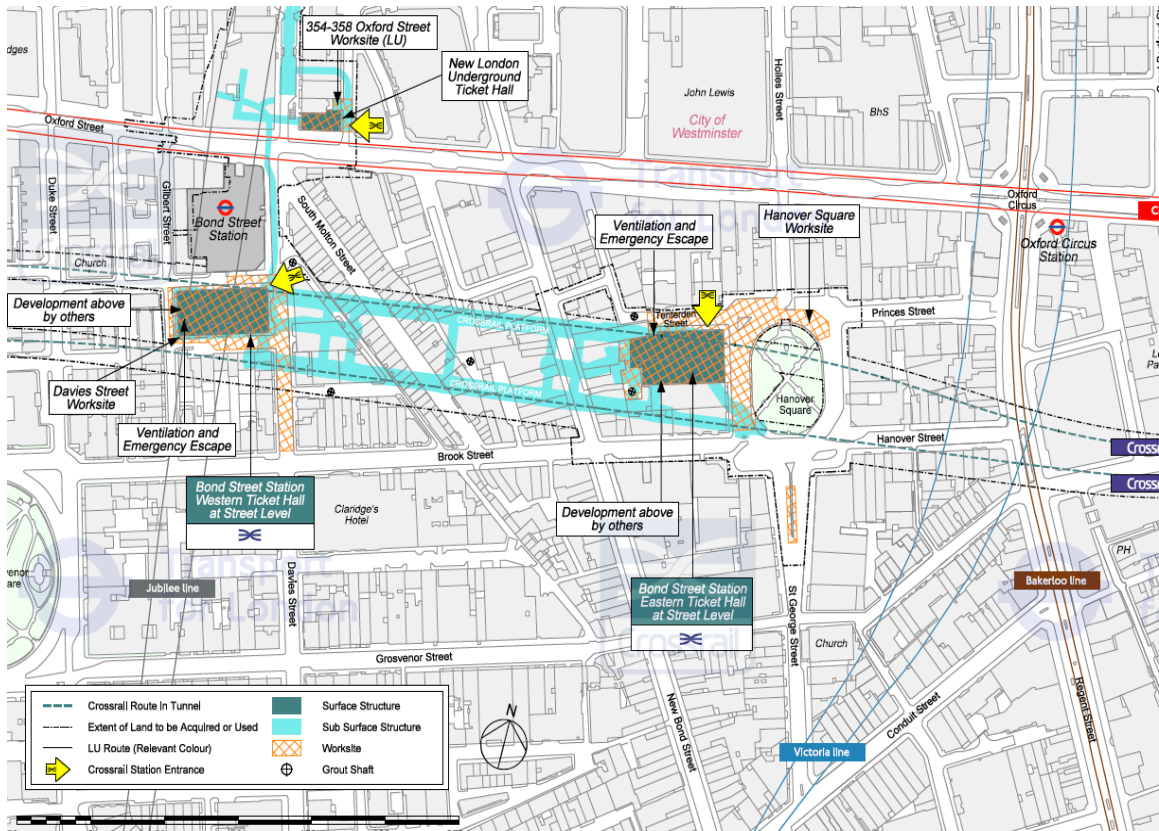 354-358 Oxford Street
Worksite (LU)
New London
Underground
Ticket Hall
Holles Street
John Lewis
City of
Westminster
BhS
Oxford Street
Duke Street
Gilbert Street
Bond Street
Station
South Molton Street
Transport
for London
Ventilation and
Emergency Escape
Hanover Square
Worksite
Oxford
Circus
Oxford Circus
Station
Church
Development above
by others
CROSSRAIL PLATFORM
Tenterden
Street
Princes Street
Davies Street
Worksite
CROSSRAIL PLATFORM
Hanover
Square
Ventilation and
Emergency Escape
Brook Street
Hanover Street
Bond Street Station
Western Ticket Hall
at Street Level
Claridge's
Hotel
Development above
by others
PH
Transport
for London
Jubilee line
Davies Street
Bakerloo line
Bond Street Station
Eastern Ticket Hall
at Street Level
Crossrail
St George Street
Church
Grosvenor Street
New Bond Street
Conduit Street
Regent Street
Victoria line
N
Crossrail Route In Tunnel
Surface Structure
Extent of Land to be Acquired or Used
Sub Surface Structure
LU Route (Relevant Colour)
Worksite
Crossrail Station Entrance
Grout Shaft